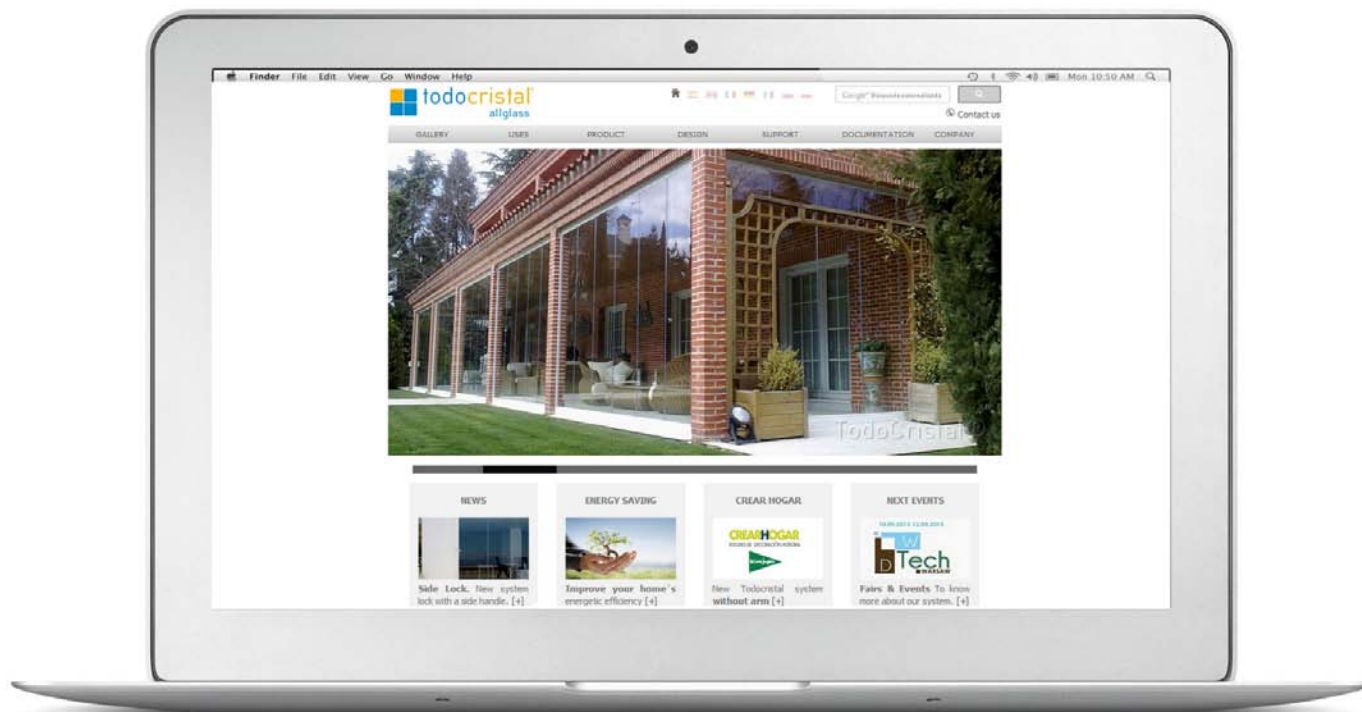 Finder File Edit View Go Window Help Mon 10:50 AM
todocristal
allglass
Google™
Contact us
GALLERY USES PRODUCT DESIGN SUPPORT DOCUMENTATION COMPANY
TodoCristal
NEWS
Side Lock. New system
lock with a side handle. [+]
ENERGY SAVING
Improve your home´s
energetic efficiency [+]
CREAR HOGAR
CREARHOGAR
New Todocristal system
without arm [+]
NEXT EVENTS
W
D Tech
WARSAW
Fairs & Events To know
more about our system. [+]